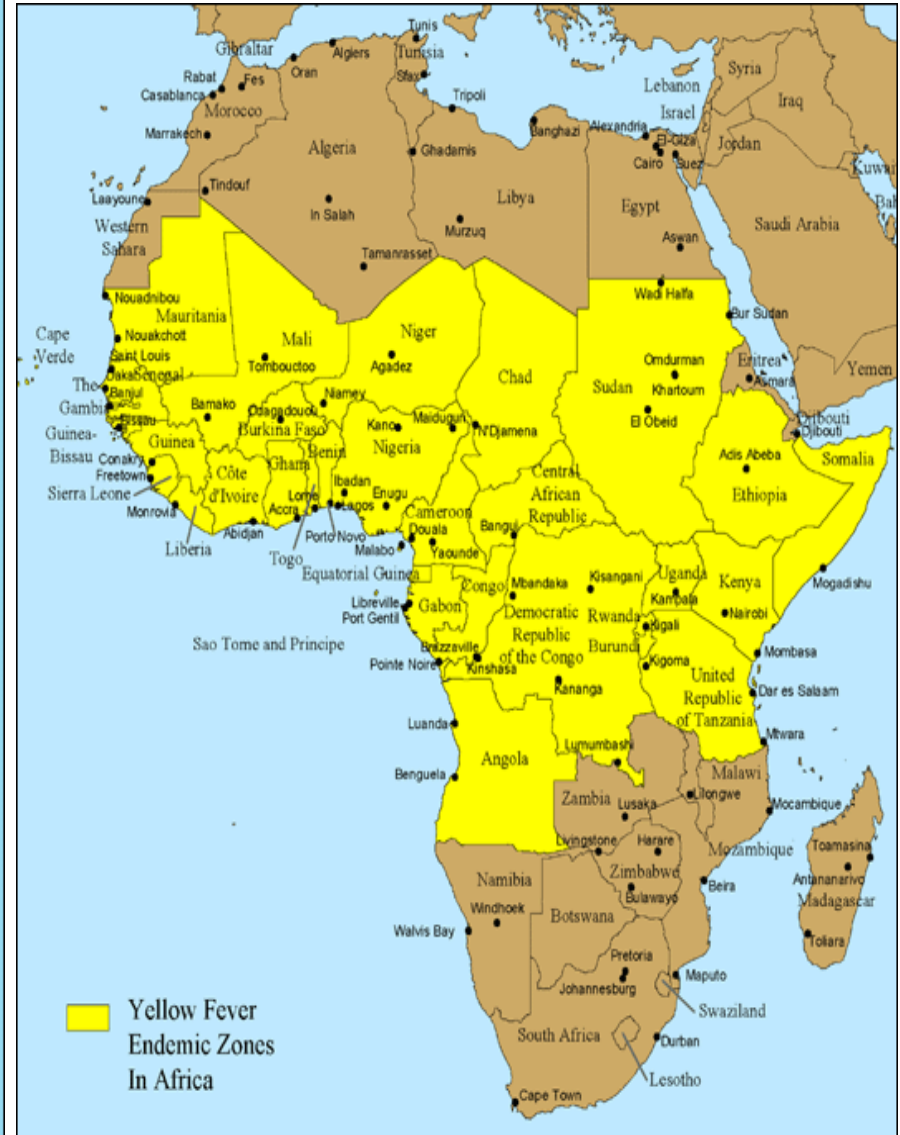 Tunis
Gibraltar
Algiers
Tunisia
Oran
Syria
Rabat
Fes
Sfax
Lebanon
Casablanca
Iraq
Morocco
Tripoli
Israel
Marrakech
Banghazi
Alexandria
El-Giza
Jordan
Algeria
Ghadamis
Cairo
Suez
Kuwai
Tindouf
Laayoune
In Salah
Libya
Egypt
Bah
Western
Sahara
Murzuq
Saudi Arabia
Aswan
Tamanrasset
Wadi Halfa
Nouadnibou
Mauritania
Bur Sudan
Cape
Verde
Nouakchott
Mali
Niger
Saint Louis
Tombouctoo
Agadez
Omdurman
Eritrea
Yemen
Dakar
Senegal
Chad
Sudan
Khartoum
Asmara
The
Gambia
Banjul
Niamey
Bamako
Ouagadouou
Maiduguri
El Obeid
Djibouti
Djibouti
Guinea-
Bissau
Bissau
Burkina Faso
Kano
N'Djamena
Guinea
Benin
Nigeria
Somalia
Conakry
Ghana
Adis Abeba
Freetown
Côte
d'Ivoire
Central
African
Republic
Sierra Leone
Ibadan
Ethiopia
Lome
Enugu
Monrovia
Accra
Lagos
Cameroon
Abidjan
Porto Novo
Douala
Bangui
Liberia
Togo
Malabo
Yaounde
Equatorial Guinea
Congo
Mbandaka
Kisangani
Uganda
Kenya
Mogadishu
Libreville
Gabon
Kampala
Port Gentil
Democratic
Republic
of the Congo
Rwanda
Nairobi
Sao Tome and Principe
Kigali
Brazzaville
Burundi
Mombasa
Pointe Noire
Kinshasa
Kigoma
United
Republic
of Tanzania
Kananga
Dar es Salaam
Luanda
Mtwara
Lumumbashi
Angola
Malawi
Benguela
Zambia
Lilongwe
Lusaka
Mocambique
Livingstone
Harare
Mozambique
Toamasina
Namibia
Zimbabwe
Antananarivo
Bulawayo
Beira
Madagascar
Windhoek
Botswana
Walvis Bay
Toliara
Pretoria
Johannesburg
Maputo
Swaziland
Yellow Fever
Endemic Zones
In Africa
South Africa
Durban
Lesotho
Cape Town